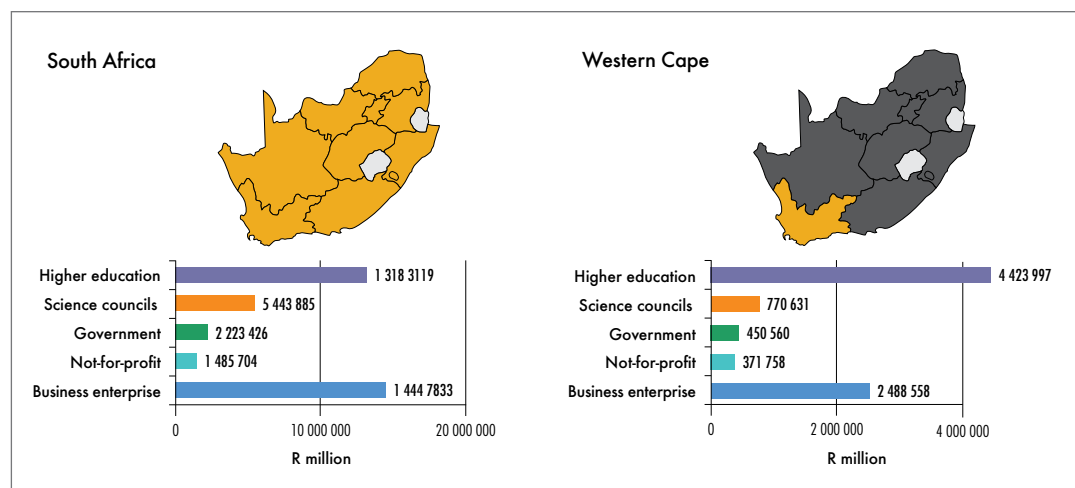 South Africa
Higher education 1 318 3119
Science councils 5 443 885
Government 2 223 426
Not-for-profit 1 485 704
Business enterprise 1 444 7833
0 10 000 000 20 000 000
R million
Western Cape
Higher education 4 423 997
Science councils 770 631
Government 450 560
Not-for-profit 371 758
Business enterprise 2 488 558
0 2 000 000 4 000 000
R million